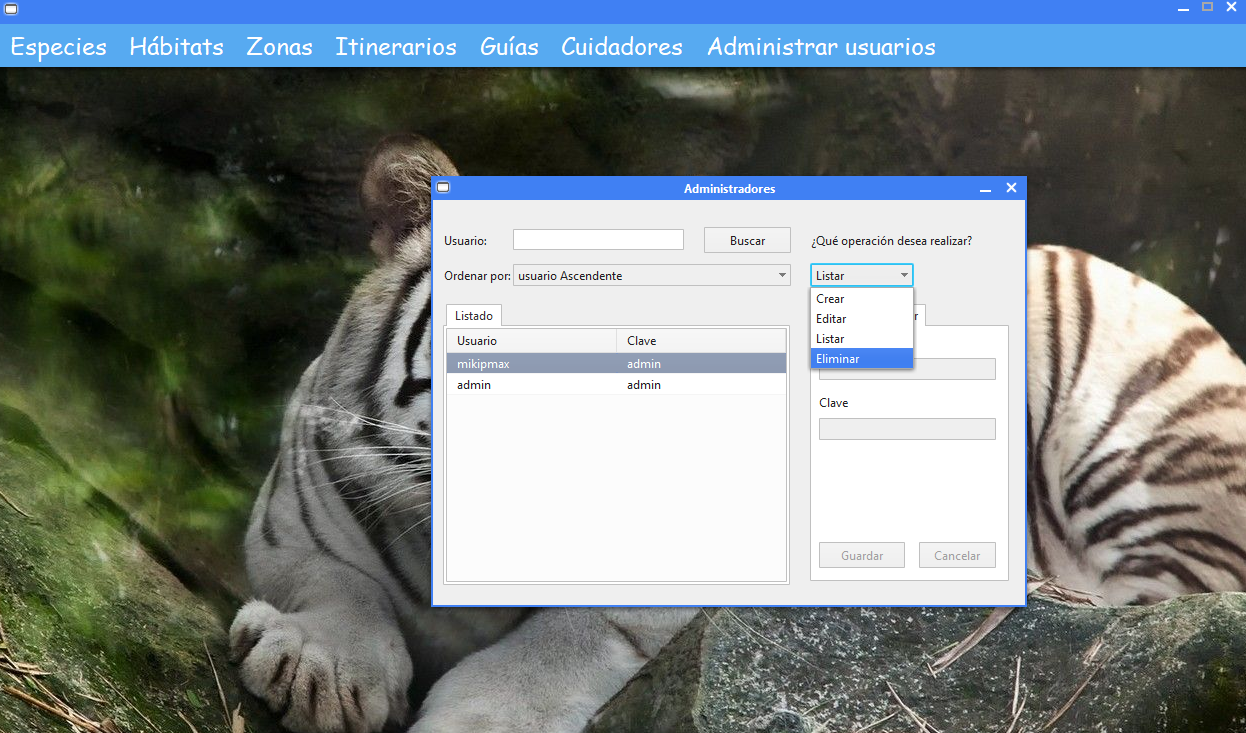 Especies Hábitats Zonas Itinerarios Guías Cuidadores Administrar usuarios
Administradores
Usuario:
Buscar
¿Qué operación desea realizar?
Ordenar por:
usuario Ascendente
Listar
Crear
Editar
Listar
Eliminar
Listado
Usuario Clave
mikipmax admin
admin admin
Clave
Guardar Cancelar